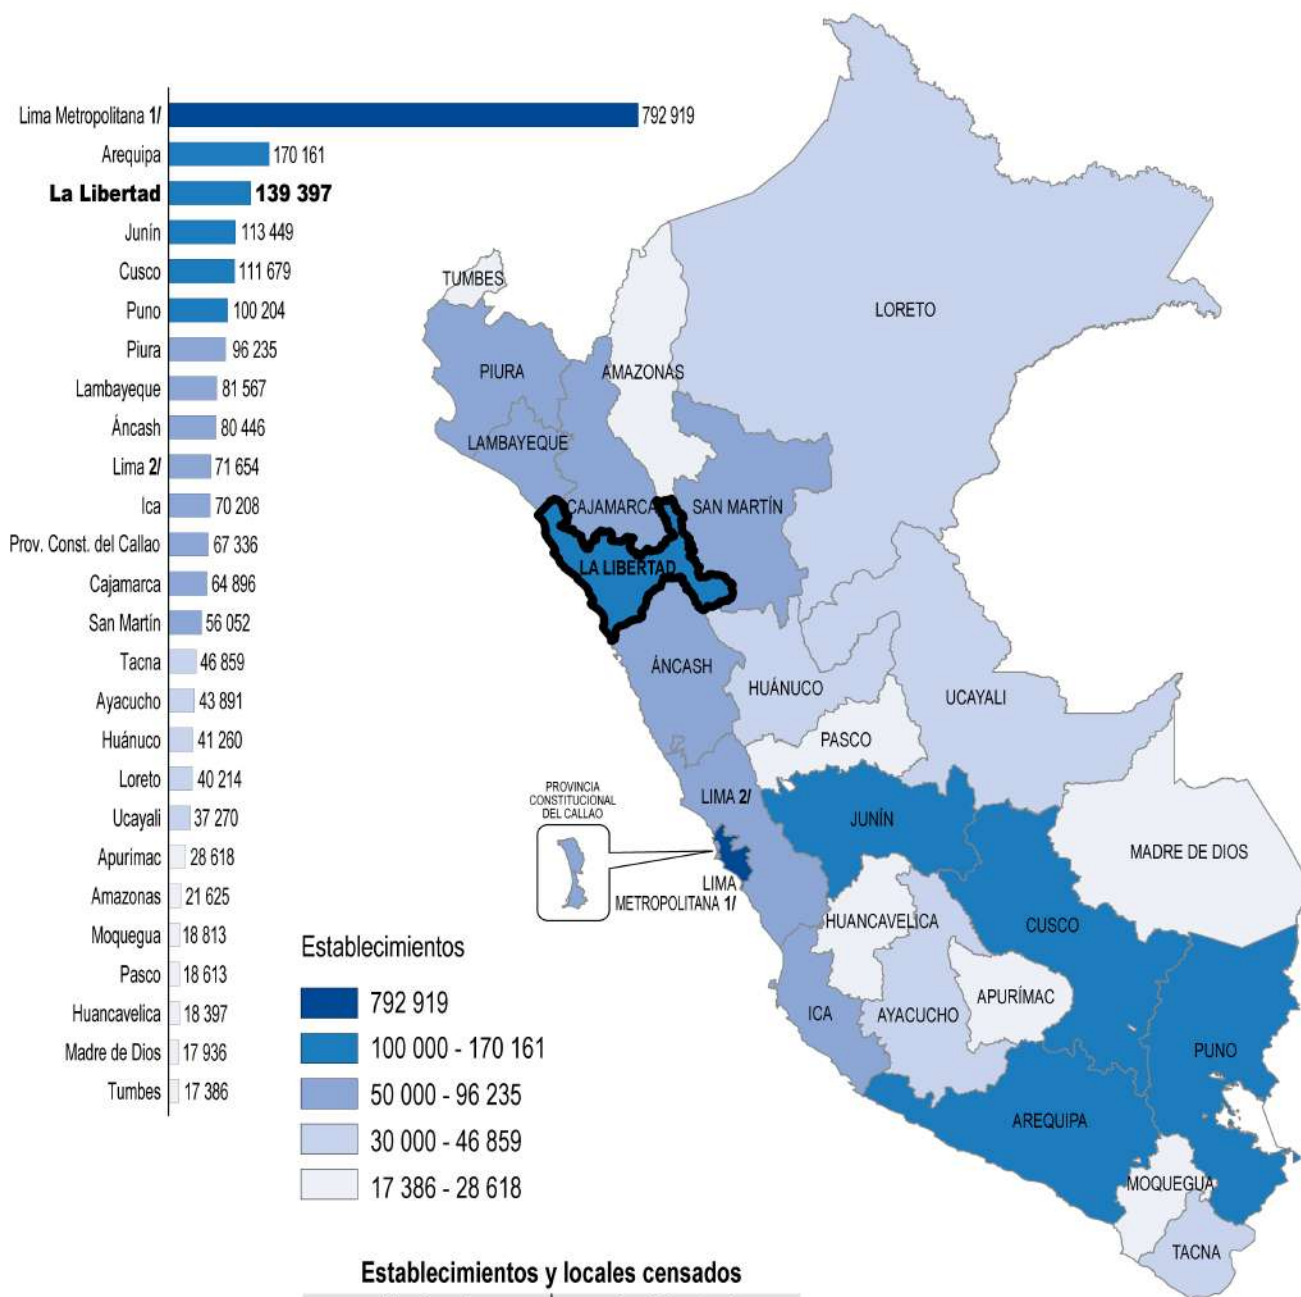 Lima Metropolitana 1/ 792 919
Arequipa 170 161
La Libertad 139 397
Junín 113 449
Cusco 111 679
Puno 100 204
Piura 96 235
Lambayeque 81 567
Áncash 80 446
Lima 2/ 71 654
Ica 70 208
Prov. Const. del Callao 67 336
Cajamarca 64 896
San Martín 56 052
Tacna 46 859
Ayacucho 43 891
Huánuco 41 260
Loreto 40 214
Ucayali 37 270
Apurimac 28 618
Amazonas 21 625
Moquegua 18 813
Pasco 18 613
Huancavelica 18 397
Madre de Dios 17 936
Tumbes 17 386
TUMBES
LORETO
PIURA
AMAZONAS
LAMBAYEQUE
CAJAMARCA
SAN MARTÍN
LA LIBERTAD
ÁNCASH
HUÁNUCO
UCAYALI
PASCO
PROVINCIA
CONSTITUCIONAL
DEL CALLAO
LIMA 2/
JUNÍN
MADRE DE DIOS
LIMA
METROPOLITANA 1/
HUANCAVELICA
CUSCO
APURÍMAC
ICA
AYACUCHO
PUNO
AREQUIPA
MOQUEGUA
TACNA
Establecimientos
792 919
100 000 - 170 161
50 000 - 96 235
30 000 - 46 859
17 386 - 28 618
Establecimientos y locales censados